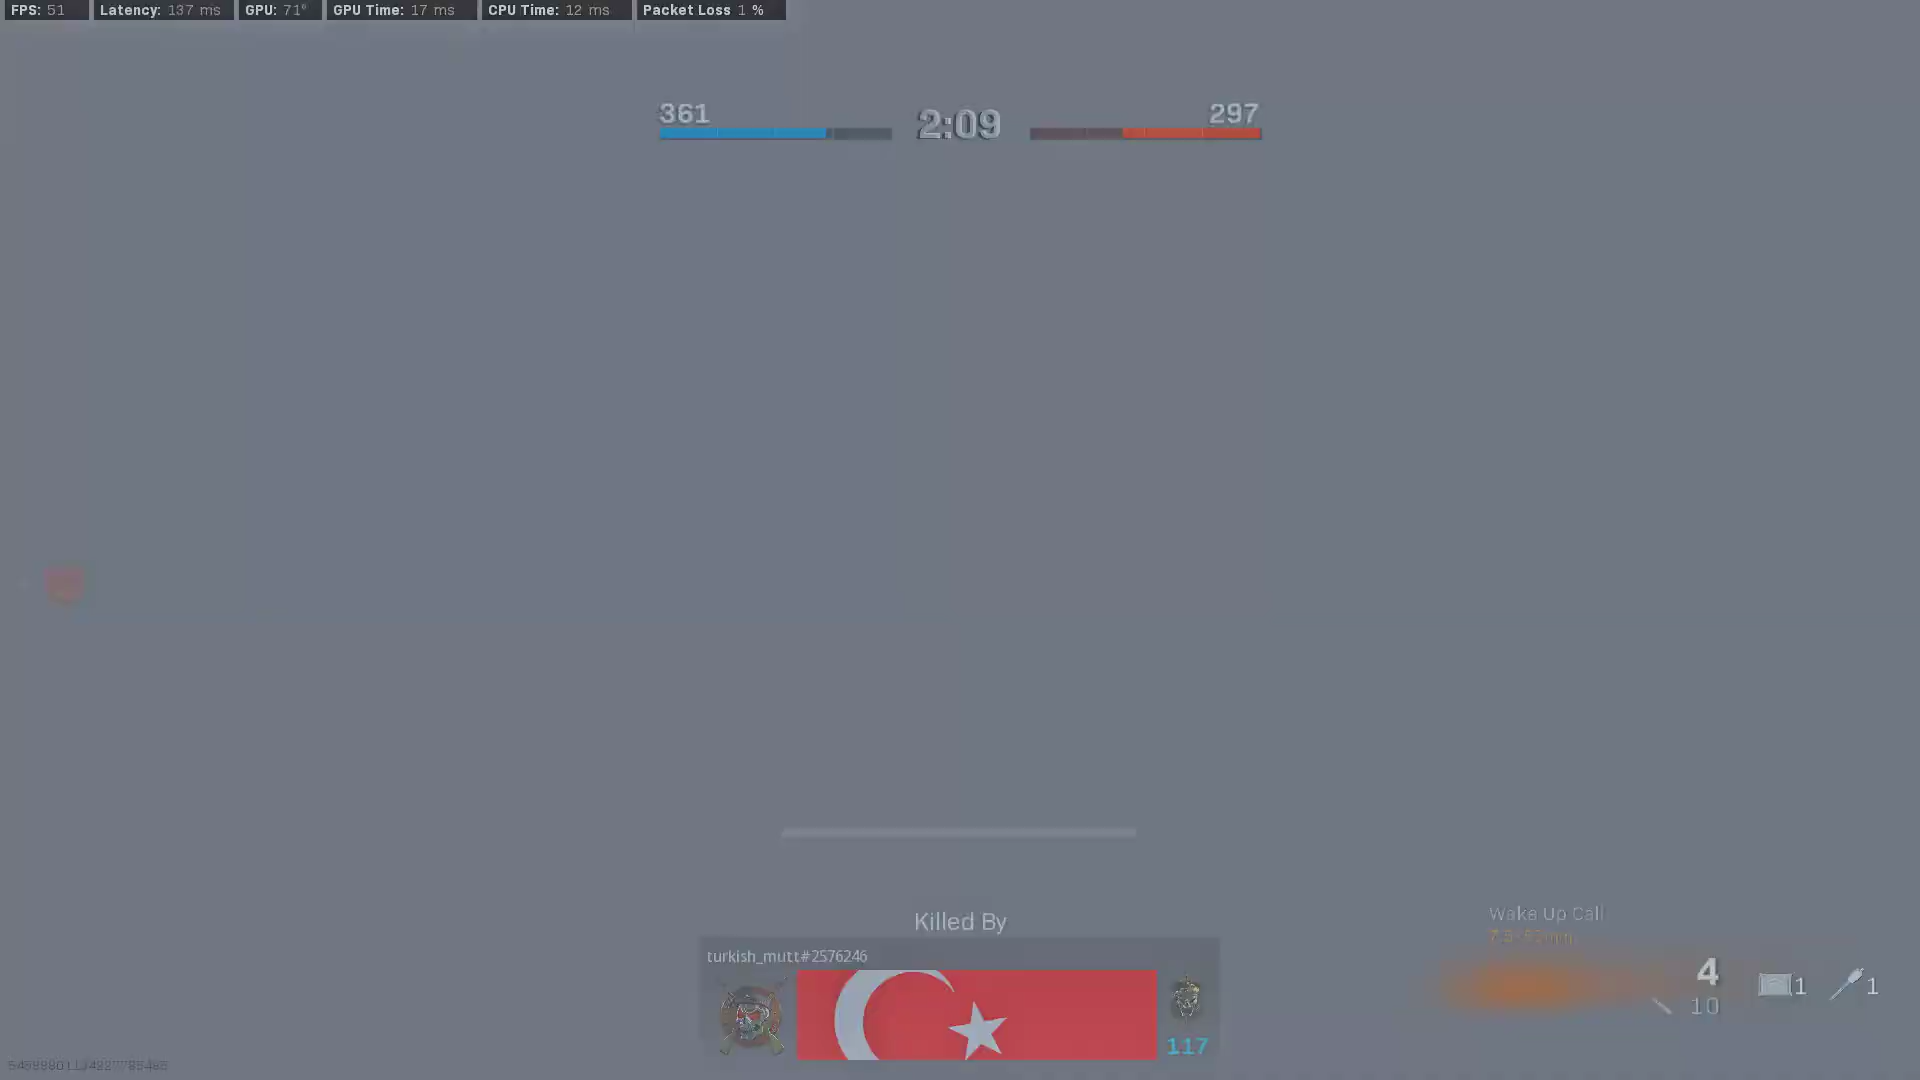 FPS: 51 Latency: 137 ms GPU: 71° GPU Time: 17 ms CPU Time: 12 ms Packet Loss 1 %
361 2:09 297
Killed By
turkish_mutt#2576246
117
Wake Up Call
4
10
1 1